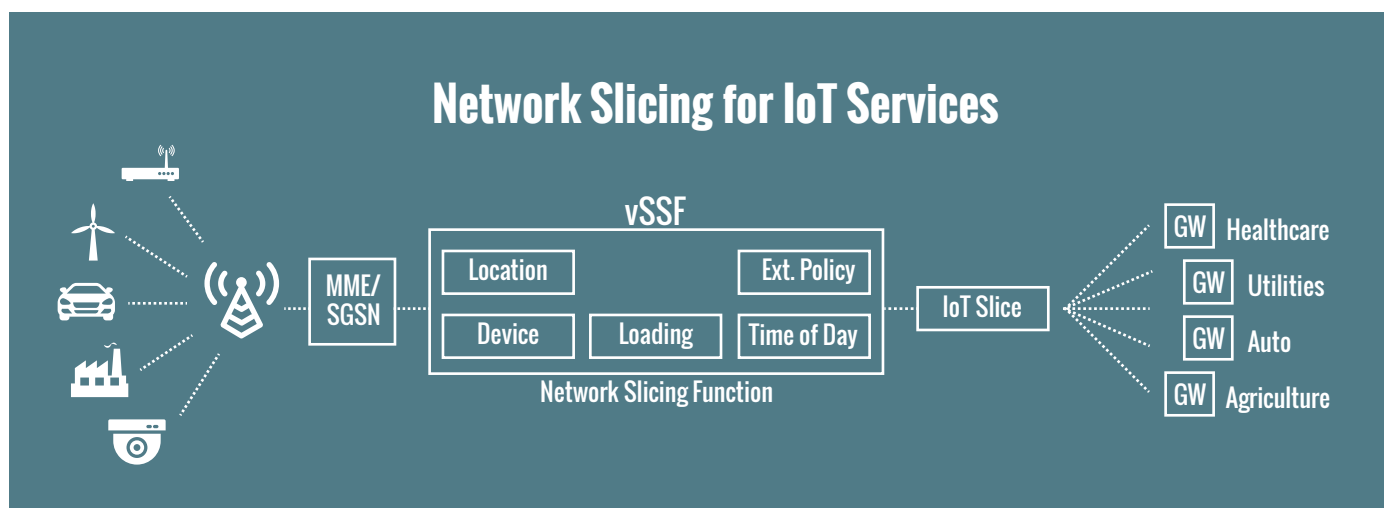 Network Slicing for IoT Services
MME/
SGSN
vSSF
Location
Ext. Policy
Device
Loading
Time of Day
Network Slicing Function
IoT Slice
GW Healthcare
GW Utilities
GW Auto
GW Agriculture